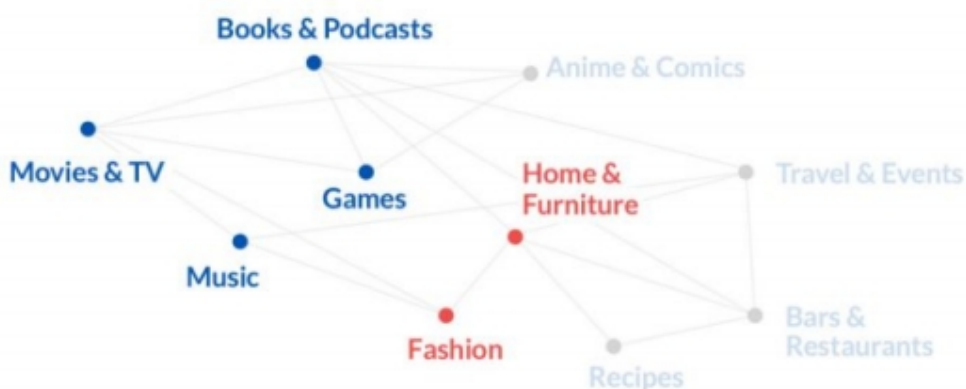 Books & Podcasts
Anime & Comics
Movies & TV
Games
Home &
Furniture
Travel & Events
Music
Fashion
Bars &
Restaurants
Recipes